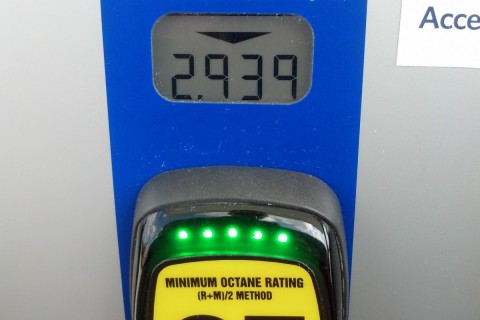 Acce
2.939
MINIMUM OCTANE RATING
(R+M)/2 METHOD